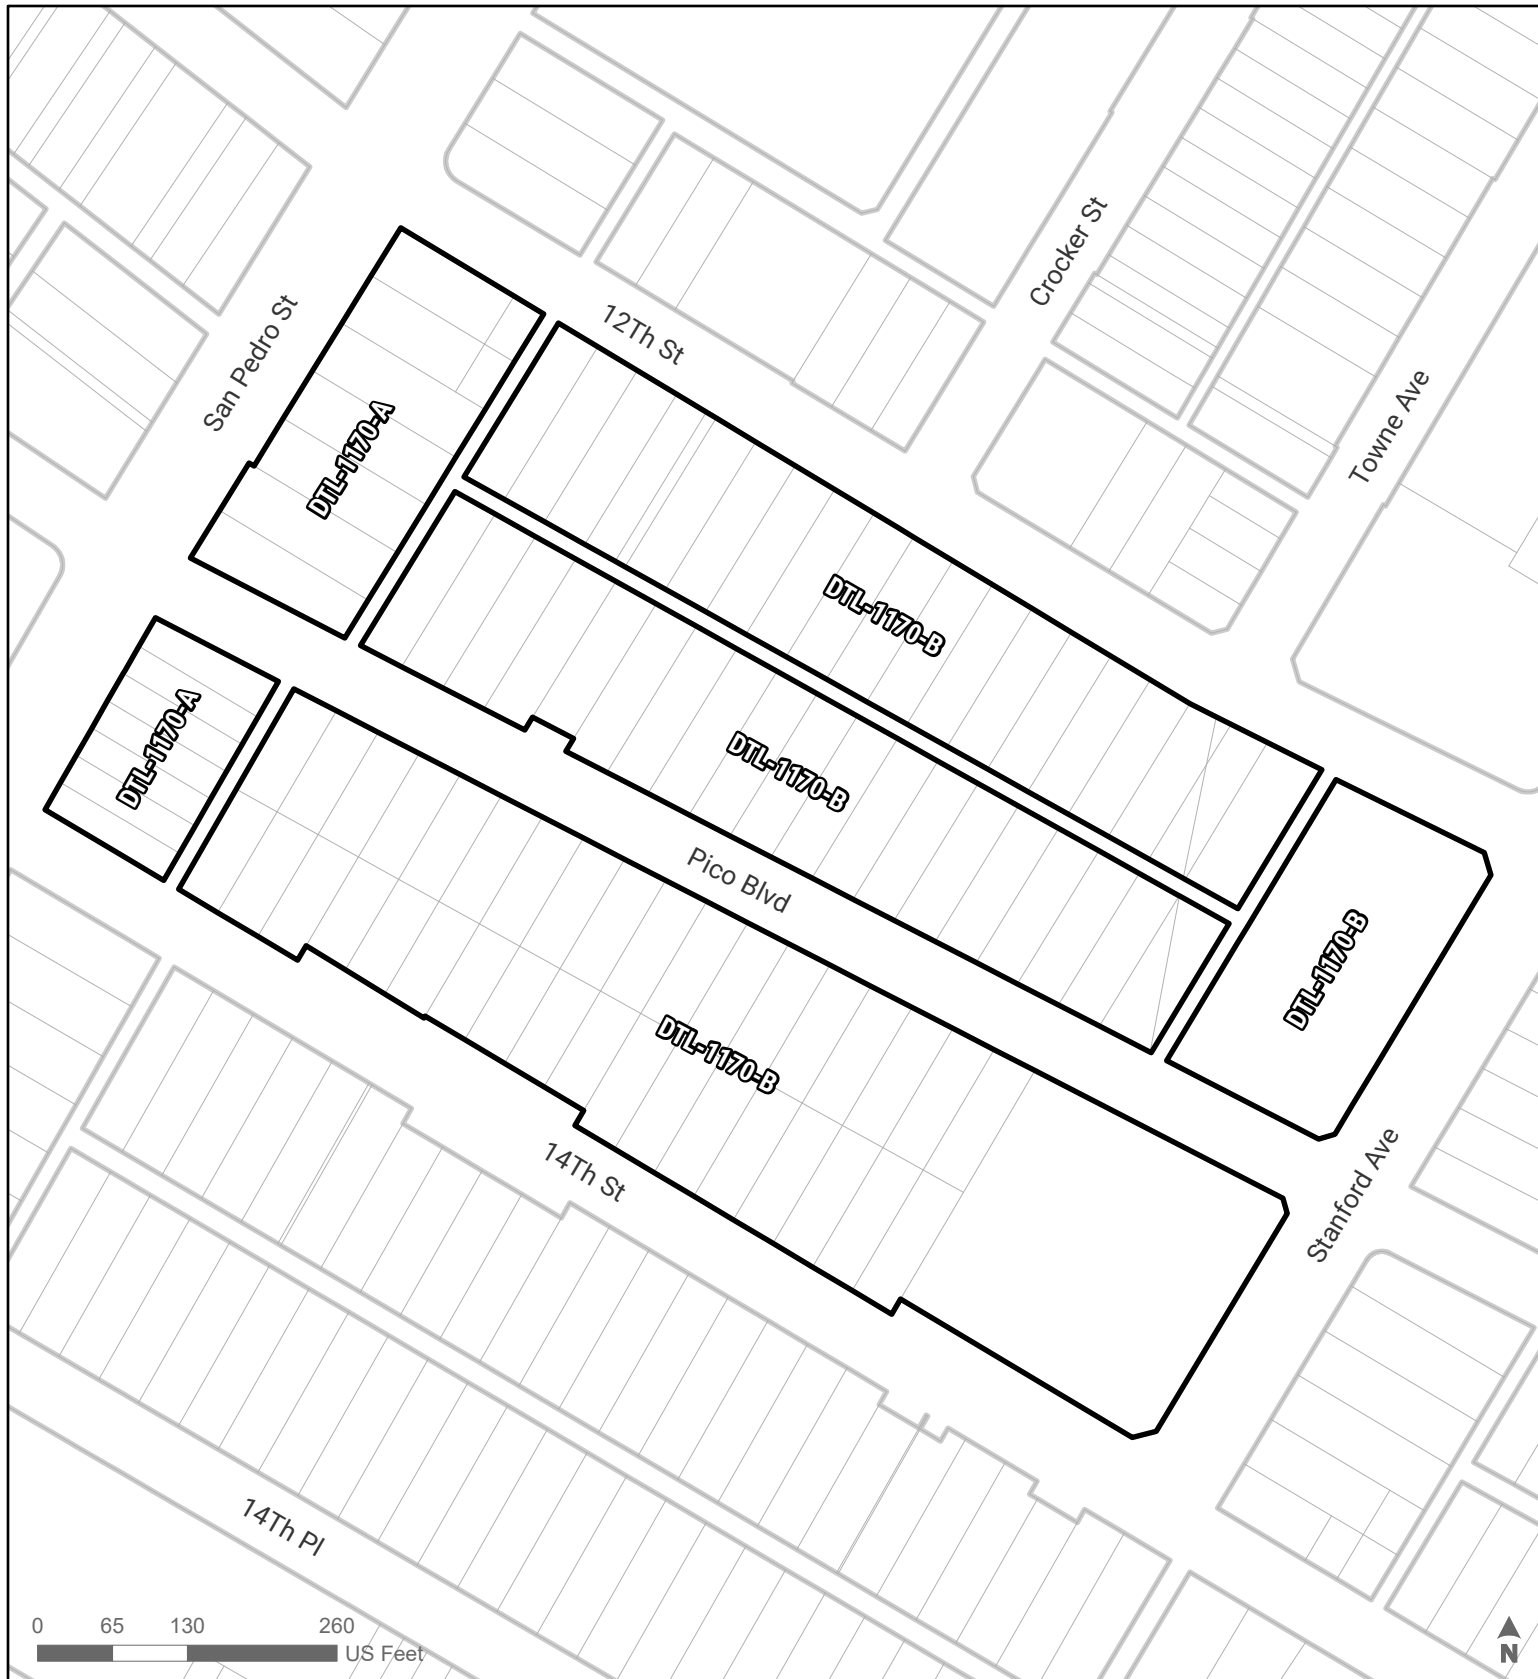 Crocker St
San Pedro St
12Th St
Towne Ave
DTL-1170-A
DTL-1170-B
DTL-1170-A
DTL-1170-B
Pico Blvd
DTL-1170-B
DTL-1170-B
14Th St
Stanford Ave
14Th Pl
0 65 130 260
US Feet
N